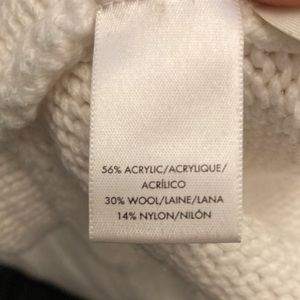 56% ACRYLIC/ACRYLIQUE/
ACRÍLICO
30% WOOL/LAINE/LANA
14% NYLON/NILÓN